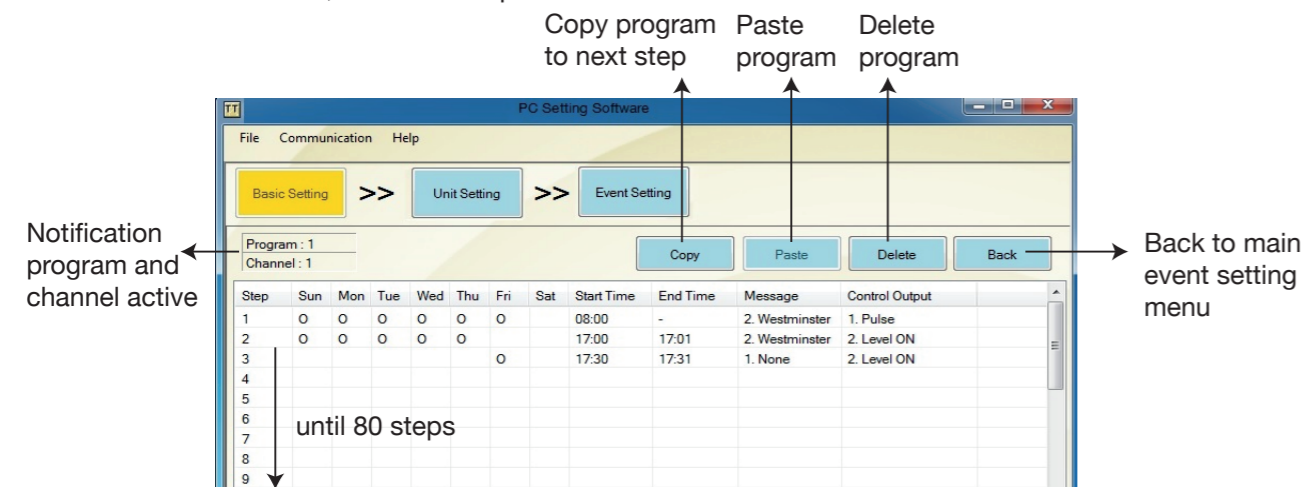 Copy program Paste Delete
to next step program program
TT PC Setting Software
File Communication Help
Basic Setting >> Unit Setting >> Event Setting
Notification
program and
channel active
Program : 1
Channel : 1
Copy Paste Delete Back
Back to main
event setting
menu
Step Sun Mon Tue Wed Thu Fri Sat Start Time End Time Message Control Output
1 O O O O O O 08:00 - 2. Westminster 1. Pulse
2 O O O O O 17:00 17:01 2. Westminster 2. Level ON
3 O 17:30 17:31 1. None 2. Level ON
4
5
6
until 80 steps
7
8
9